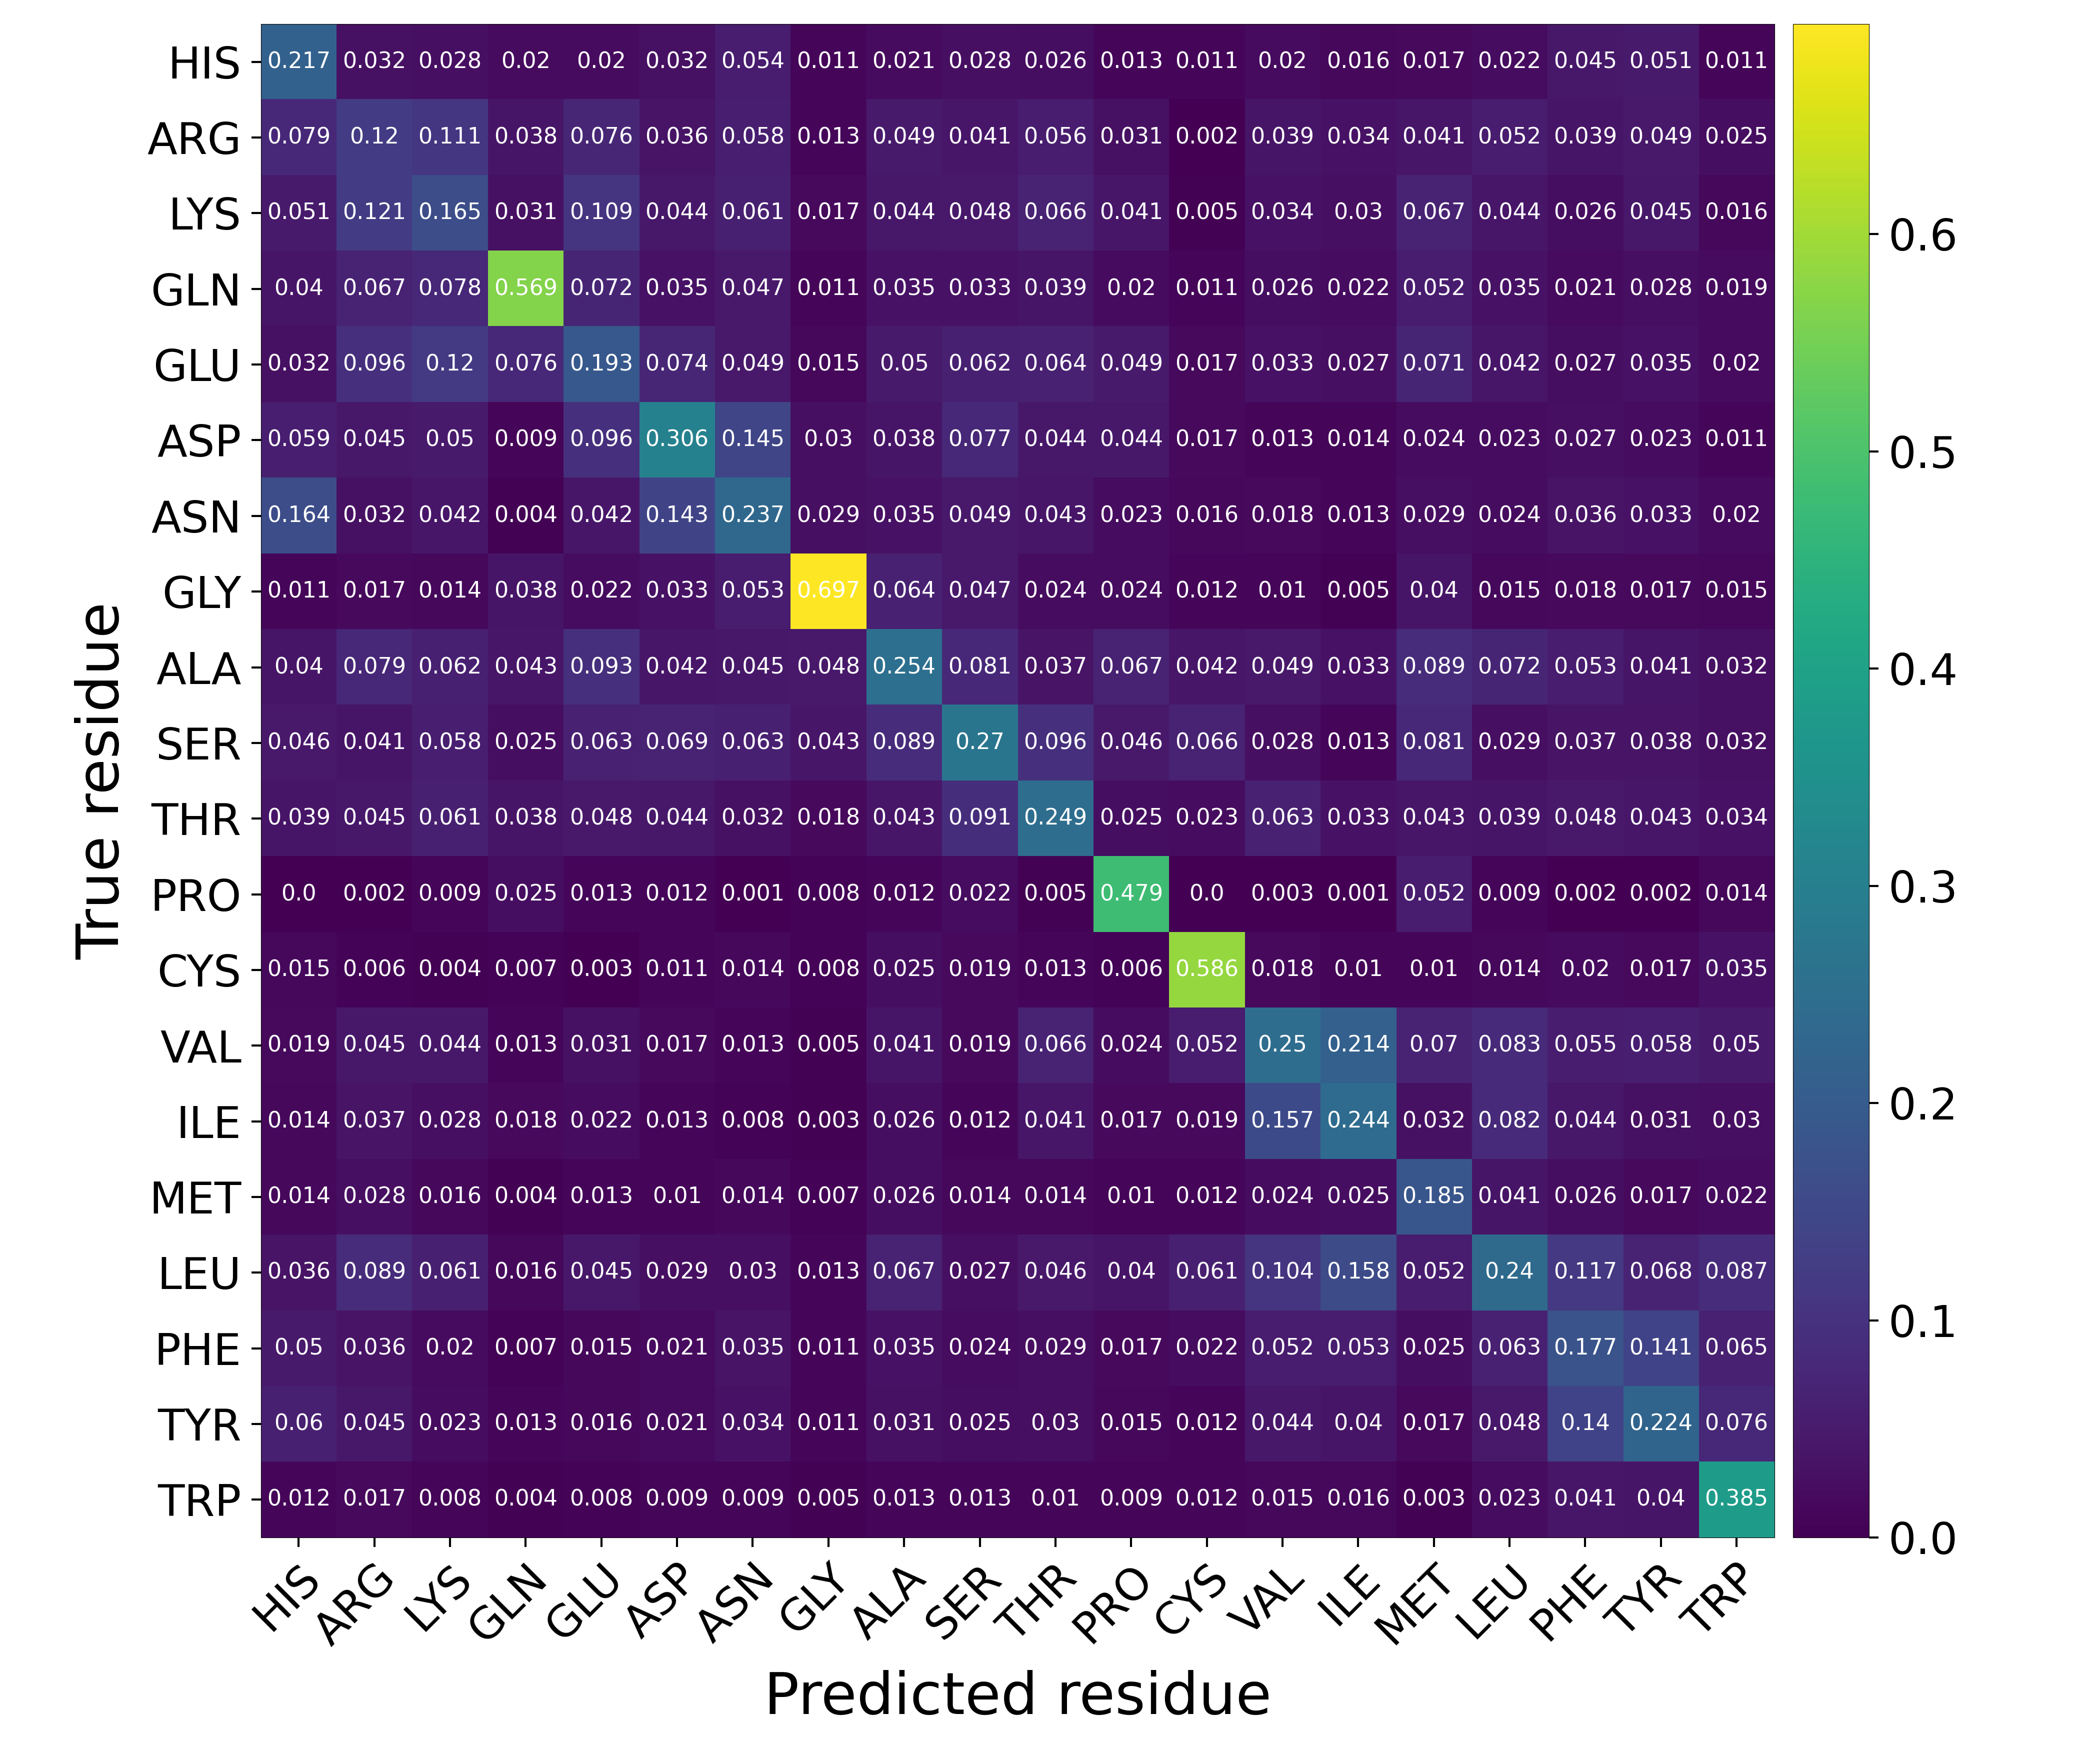 HIS 0.217 0.032 0.028 0.02 0.02 0.032 0.054 0.011 0.021 0.028 0.026 0.013 0.011 0.02 0.016 0.017 0.022 0.045 0.051 0.011
ARG 0.079 0.12 0.111 0.038 0.076 0.036 0.058 0.013 0.049 0.041 0.056 0.031 0.002 0.039 0.034 0.041 0.052 0.039 0.049 0.025
LYS 0.051 0.121 0.165 0.031 0.109 0.044 0.061 0.017 0.044 0.048 0.066 0.041 0.005 0.034 0.03 0.067 0.044 0.026 0.045 0.016
0.6
GLN 0.04 0.067 0.078 0.569 0.072 0.035 0.047 0.011 0.035 0.033 0.039 0.02 0.011 0.026 0.022 0.052 0.035 0.021 0.028 0.019
GLU 0.032 0.096 0.12 0.076 0.193 0.074 0.049 0.015 0.05 0.062 0.064 0.049 0.017 0.033 0.027 0.071 0.042 0.027 0.035 0.02
ASP 0.059 0.045 0.05 0.009 0.096 0.306 0.145 0.03 0.038 0.077 0.044 0.044 0.017 0.013 0.014 0.024 0.023 0.027 0.023 0.011
0.5
ASN 0.164 0.032 0.042 0.004 0.042 0.143 0.237 0.029 0.035 0.049 0.043 0.023 0.016 0.018 0.013 0.029 0.024 0.036 0.033 0.02
GLY 0.011 0.017 0.014 0.038 0.022 0.033 0.053 0.697 0.064 0.047 0.024 0.024 0.012 0.01 0.005 0.04 0.015 0.018 0.017 0.015
ALA 0.04 0.079 0.062 0.043 0.093 0.042 0.045 0.048 0.254 0.081 0.037 0.067 0.042 0.049 0.033 0.089 0.072 0.053 0.041 0.032
0.4
SER 0.046 0.041 0.058 0.025 0.063 0.069 0.063 0.043 0.089 0.27 0.096 0.046 0.066 0.028 0.013 0.081 0.029 0.037 0.038 0.032
True residue
THR 0.039 0.045 0.061 0.038 0.048 0.044 0.032 0.018 0.043 0.091 0.249 0.025 0.023 0.063 0.033 0.043 0.039 0.048 0.043 0.034
PRO 0.0 0.002 0.009 0.025 0.013 0.012 0.001 0.008 0.012 0.022 0.005 0.479 0.0 0.003 0.001 0.052 0.009 0.002 0.002 0.014
0.3
CYS 0.015 0.006 0.004 0.007 0.003 0.011 0.014 0.008 0.025 0.019 0.013 0.006 0.586 0.018 0.01 0.01 0.014 0.02 0.017 0.035
VAL 0.019 0.045 0.044 0.013 0.031 0.017 0.013 0.005 0.041 0.019 0.066 0.024 0.052 0.25 0.214 0.07 0.083 0.055 0.058 0.05
ILE 0.014 0.037 0.028 0.018 0.022 0.013 0.008 0.003 0.026 0.012 0.041 0.017 0.019 0.157 0.244 0.032 0.082 0.044 0.031 0.03
0.2
MET 0.014 0.028 0.016 0.004 0.013 0.01 0.014 0.007 0.026 0.014 0.014 0.01 0.012 0.024 0.025 0.185 0.041 0.026 0.017 0.022
LEU 0.036 0.089 0.061 0.016 0.045 0.029 0.03 0.013 0.067 0.027 0.046 0.04 0.061 0.104 0.158 0.052 0.24 0.117 0.068 0.087
0.1
PHE 0.05 0.036 0.02 0.007 0.015 0.021 0.035 0.011 0.035 0.024 0.029 0.017 0.022 0.052 0.053 0.025 0.063 0.177 0.141 0.065
TYR 0.06 0.045 0.023 0.013 0.016 0.021 0.034 0.011 0.031 0.025 0.03 0.015 0.012 0.044 0.04 0.017 0.048 0.14 0.224 0.076
TRP 0.012 0.017 0.008 0.004 0.008 0.009 0.009 0.005 0.013 0.013 0.01 0.009 0.012 0.015 0.016 0.003 0.023 0.041 0.04 0.385
0.0
HIS ARG LYS GLN GLU ASP ASN GLY ALA SER THR PRO CYS VAL ILE MET LEU PHE TYR TRP
Predicted residue